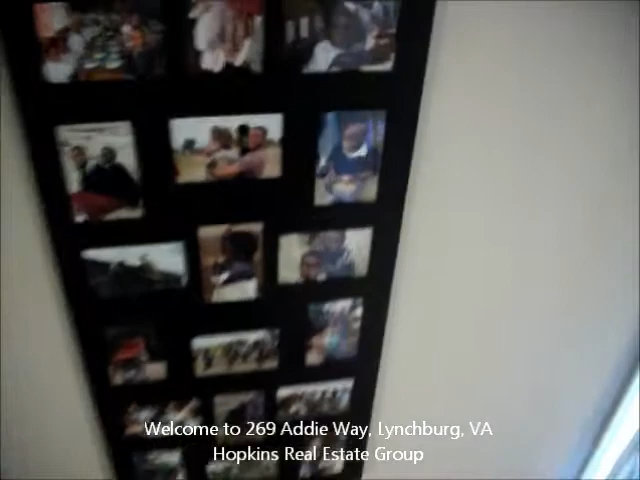 Welcome to 269 Addie Way, Lynchburg, VA
Hopkins Real Estate Group